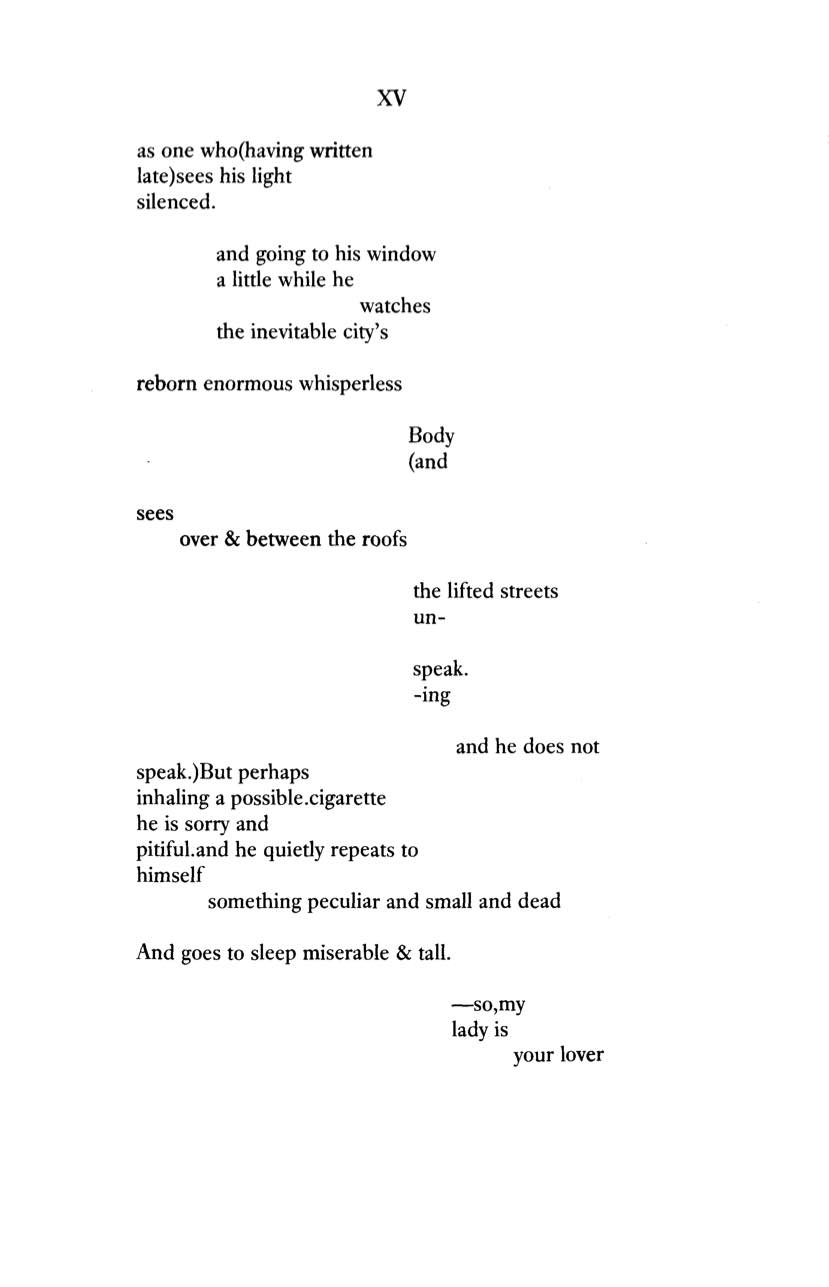 XV
as one who(having written
late)sees his light
silenced.
and going to his window
a little while he
watches
the inevitable city's
reborn enormous whisperless
Body
(and
sees
over & between the roofs
the lifted streets
un-
speak.
-ing
and he does not
speak.)But perhaps
inhaling a possible.cigarette
he is sorry and
pitiful.and he quietly repeats to
himself
something peculiar and small and dead
And goes to sleep miserable & tall.
—so,my
lady is
your lover